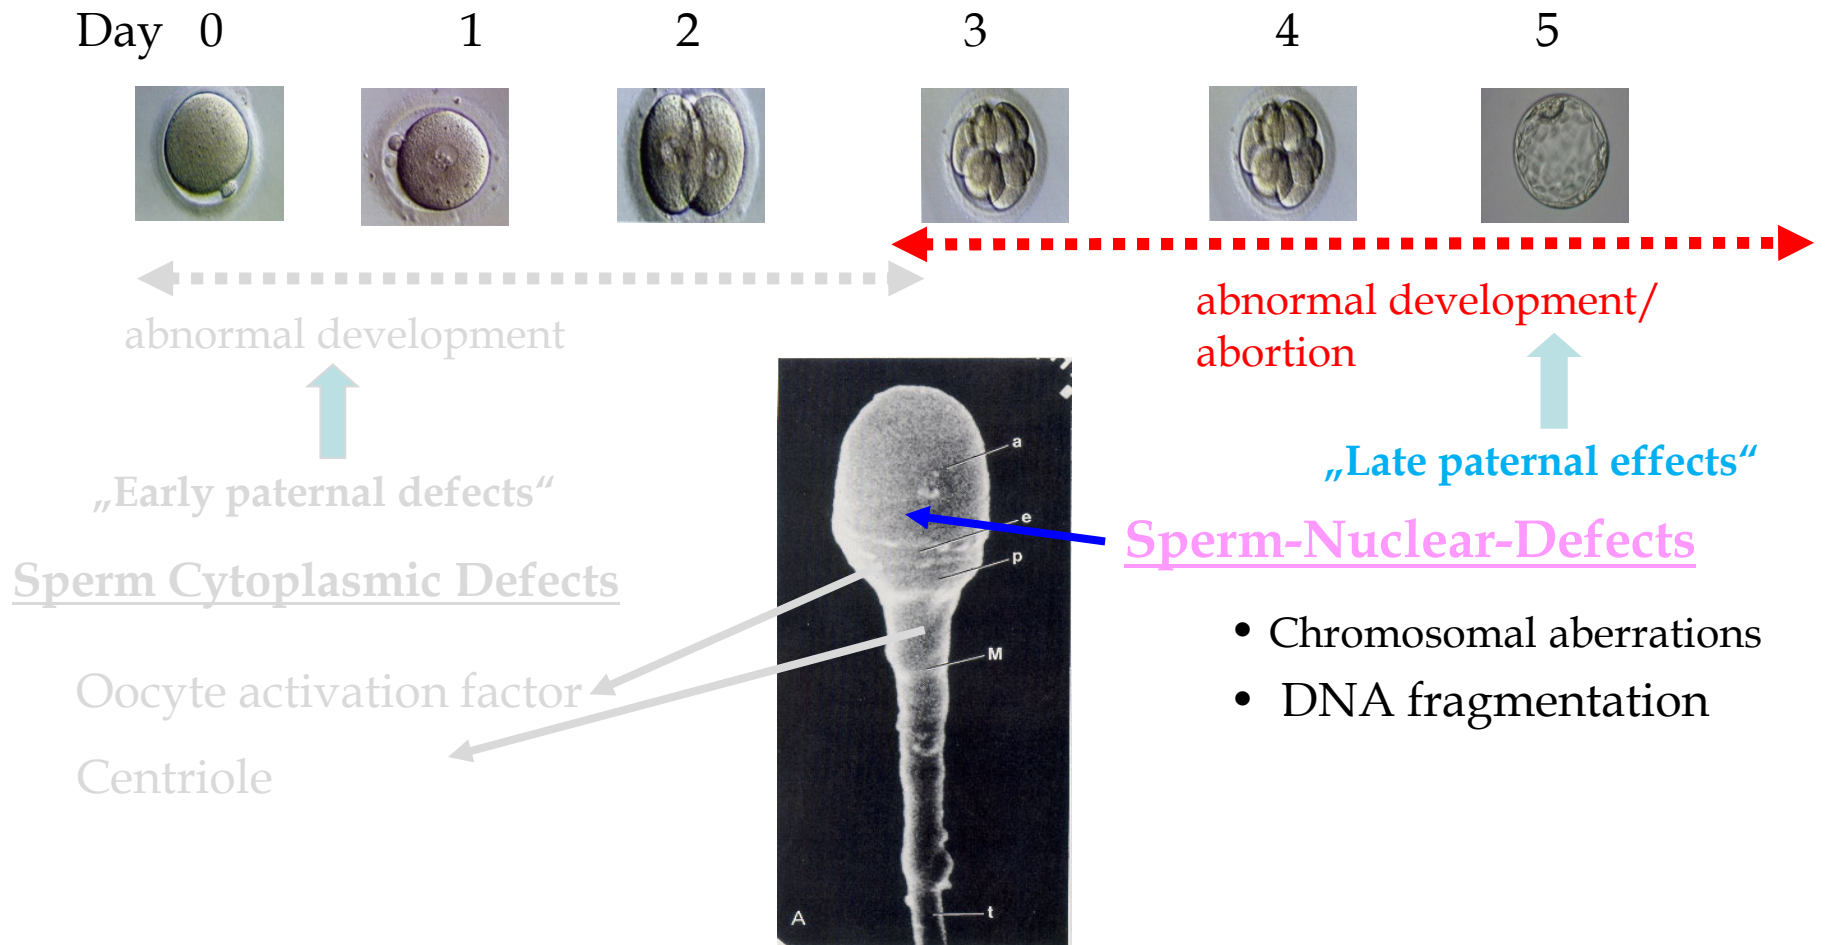 Day 0 1 2 3 4 5
abnormal development
„Early paternal defects“
Sperm Cytoplasmic Defects
Oocyte activation factor
Centriole
a
e
p
M
t
A
abnormal development/
abortion
„Late paternal effects“
Sperm-Nuclear-Defects
• Chromosomal aberrations
• DNA fragmentation